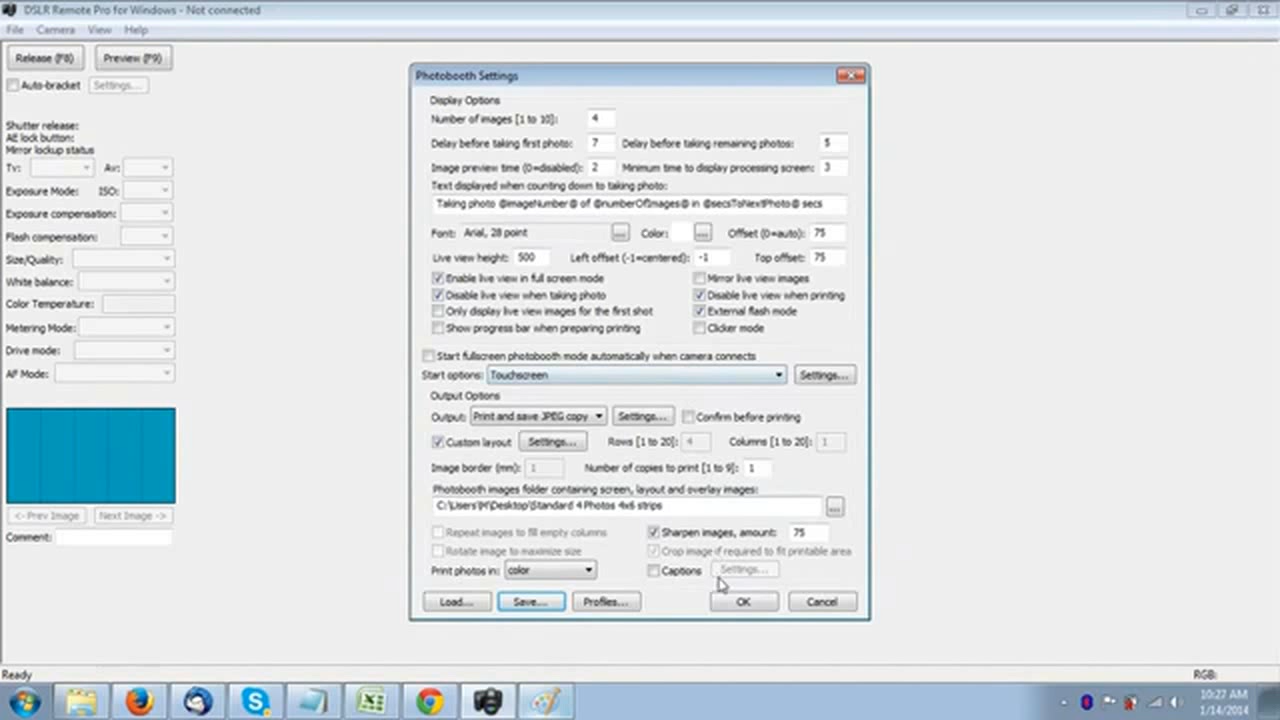 DSLR Remote Pro for Windows - Not connected
File Camera View Help
Release (F8) Preview (F9)
Auto-bracket Settings...
Shutter release:
AE lock button:
Mirror lockup status
Tv: Av:
Exposure Mode: ISO:
Exposure compensation:
Flash compensation:
Size/Quality:
White balance:
Color Temperature:
Metering Mode:
Drive mode:
AF Mode:
<- Prev Image Next Image ->
Comment:
Photobooth Settings
Display Options
Number of images [1 to 10]: 4
Delay before taking first photo: 7 Delay before taking remaining photos: 5
Image preview time (0=disabled): 2 Minimum time to display processing screen: 3
Text displayed when counting down to taking photo:
Taking photo @imageNumber@ of @numberOfImages@ in @secsToNextPhoto@ secs
Font: Arial, 28 point ... Color: ... Offset (0=auto): 75
Live view height: 500 Left offset (-1=centered): -1 Top offset: 75
Enable live view in full screen mode Mirror live view images
Disable live view when taking photo Disable live view when printing
Only display live view images for the first shot External flash mode
Show progress bar when preparing printing Clicker mode
Start fullscreen photobooth mode automatically when camera connects
Start options: Touchscreen Settings...
Output Options
Output: Print and save JPEG copy Settings... Confirm before printing
Custom layout Settings... Rows [1 to 20]: 4 Columns [1 to 20]: 1
Image border (mm): 1 Number of copies to print [1 to 9]: 1
Photobooth images folder containing screen, layout and overlay images:
C:\Users\M\Desktop\Standard 4 Photos 4x6 strips ...
Repeat images to fill empty columns Sharpen images, amount: 75
Rotate image to maximize size Crop image if required to fit printable area
Print photos in: color Captions Settings...
Load... Save... Profiles... OK Cancel
Ready RGB:
10:27 AM
1/14/2014